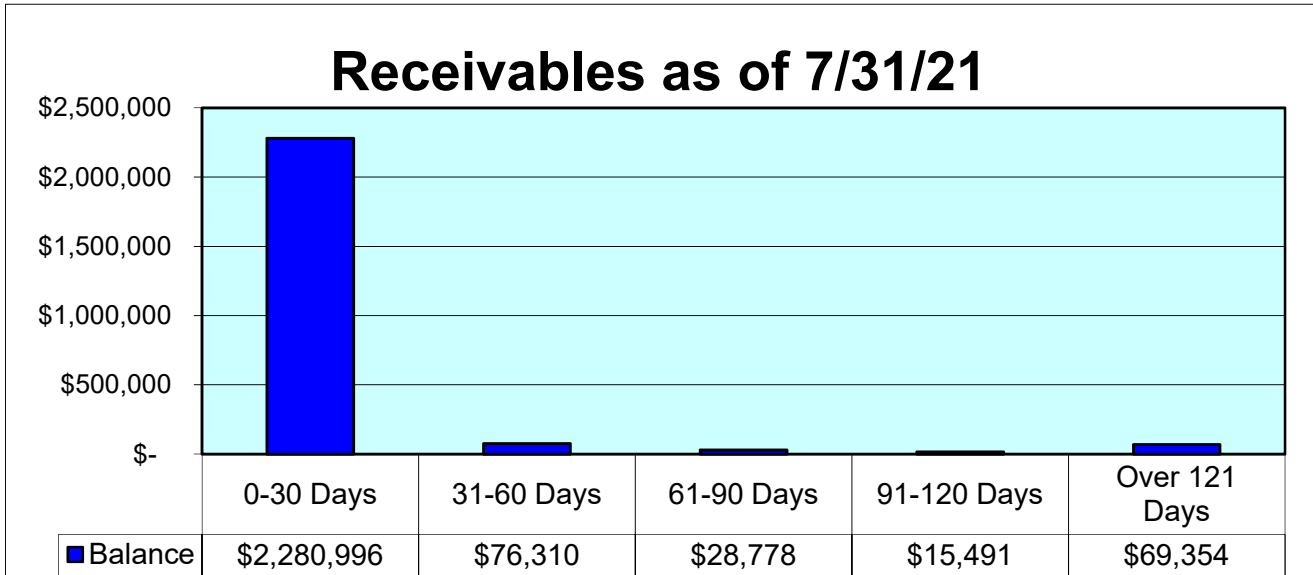 Receivables as of 7/31/21
$2,500,000
$2,000,000
$1,500,000
$1,000,000
$500,000
$-
0-30 Days 31-60 Days 61-90 Days 91-120 Days Over 121
Days
Balance $2,280,996 $76,310 $28,778 $15,491 $69,354